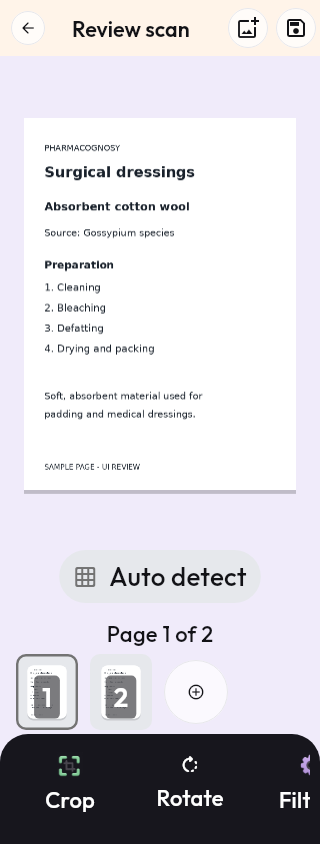 Review scan
PHARMACOGNOSY
Surgical dressings
Absorbent cotton wool
Source: Gossypium species
Preparation
1. Cleaning
2. Bleaching
3. Defatting
4. Drying and packing
Soft, absorbent material used for
padding and medical dressings.
SAMPLE PAGE - UI REVIEW
Auto detect
Page 1 of 2
1 2
Crop Rotate Filt